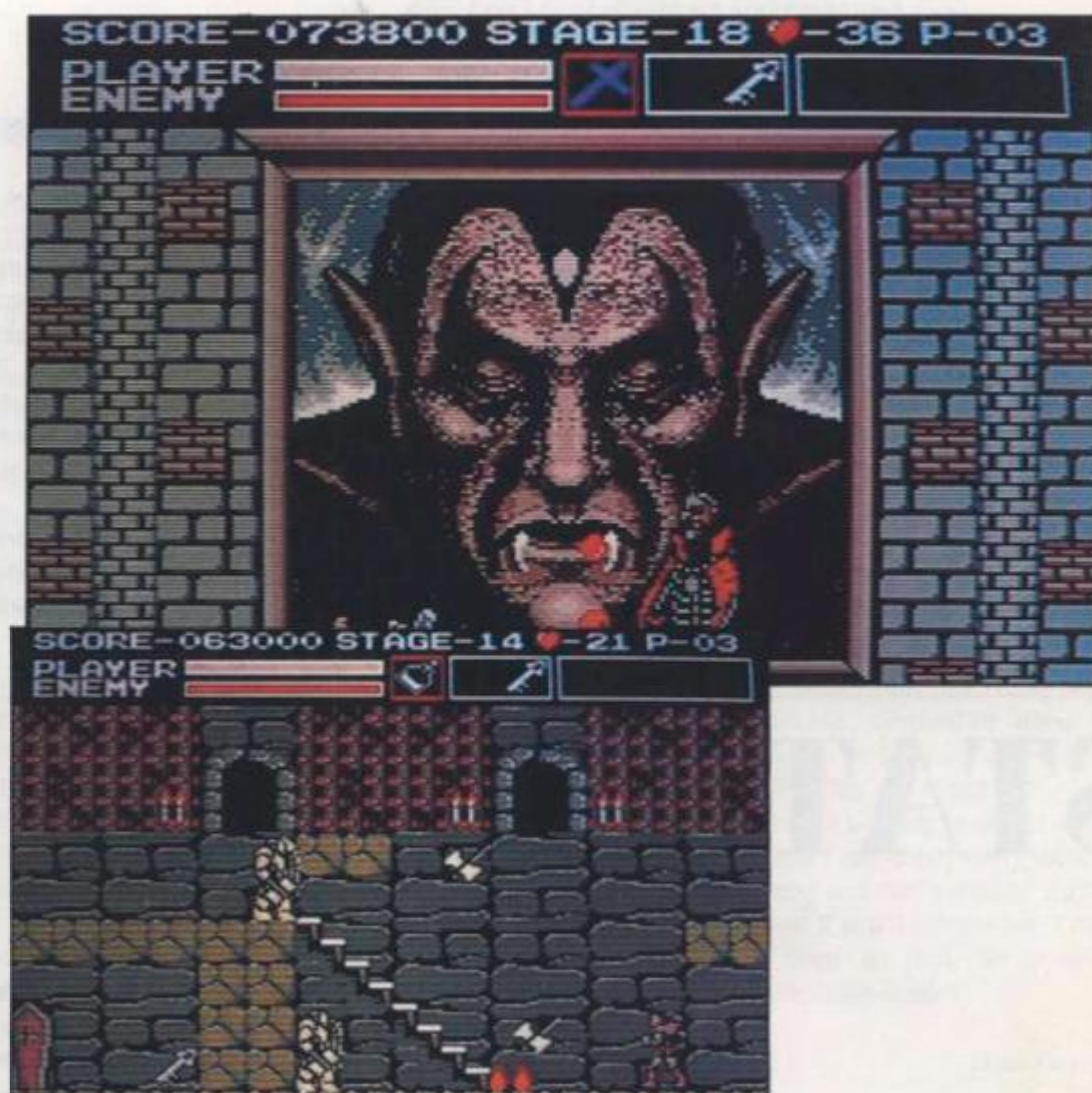 SCORE-073800 STAGE-18 ❤-36 P-03
PLAYER
ENEMY
SCORE-063000 STAGE-14 ❤-21 P-03
PLAYER
ENEMY